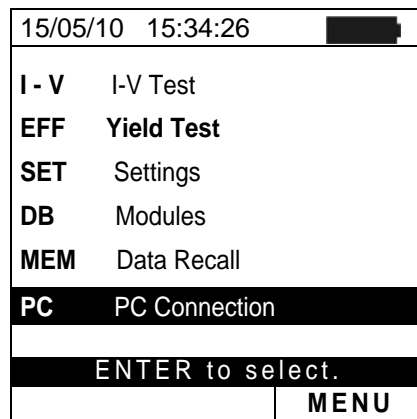 15/05/10 15:34:26
I - V I-V Test
EFF Yield Test
SET Settings
DB Modules
MEM Data Recall
PC PC Connection
ENTER to select.
MENU